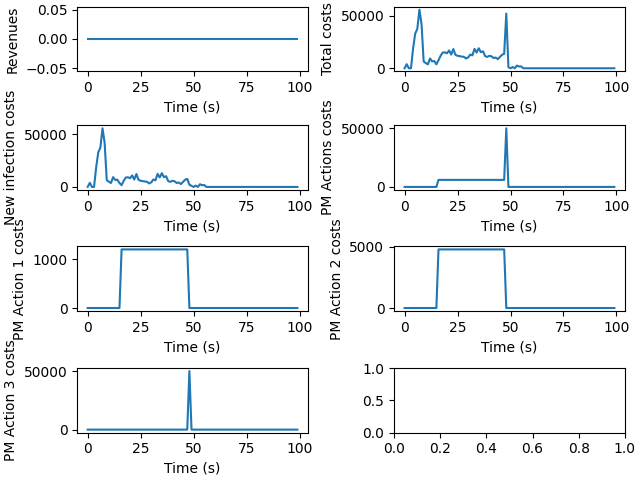 Revenues
0.05
0.00
−0.05
0 25 50 75 100
Time (s)
Total costs
50000
0
0 25 50 75 100
Time (s)
New infection costs
50000
0
0 25 50 75 100
Time (s)
PM Actions costs
50000
0
0 25 50 75 100
Time (s)
PM Action 1 costs
1000
0
0 25 50 75 100
Time (s)
PM Action 2 costs
5000
0
0 25 50 75 100
Time (s)
PM Action 3 costs
50000
0
0 25 50 75 100
Time (s)
1.0
0.5
0.0
0.0 0.2 0.4 0.6 0.8 1.0